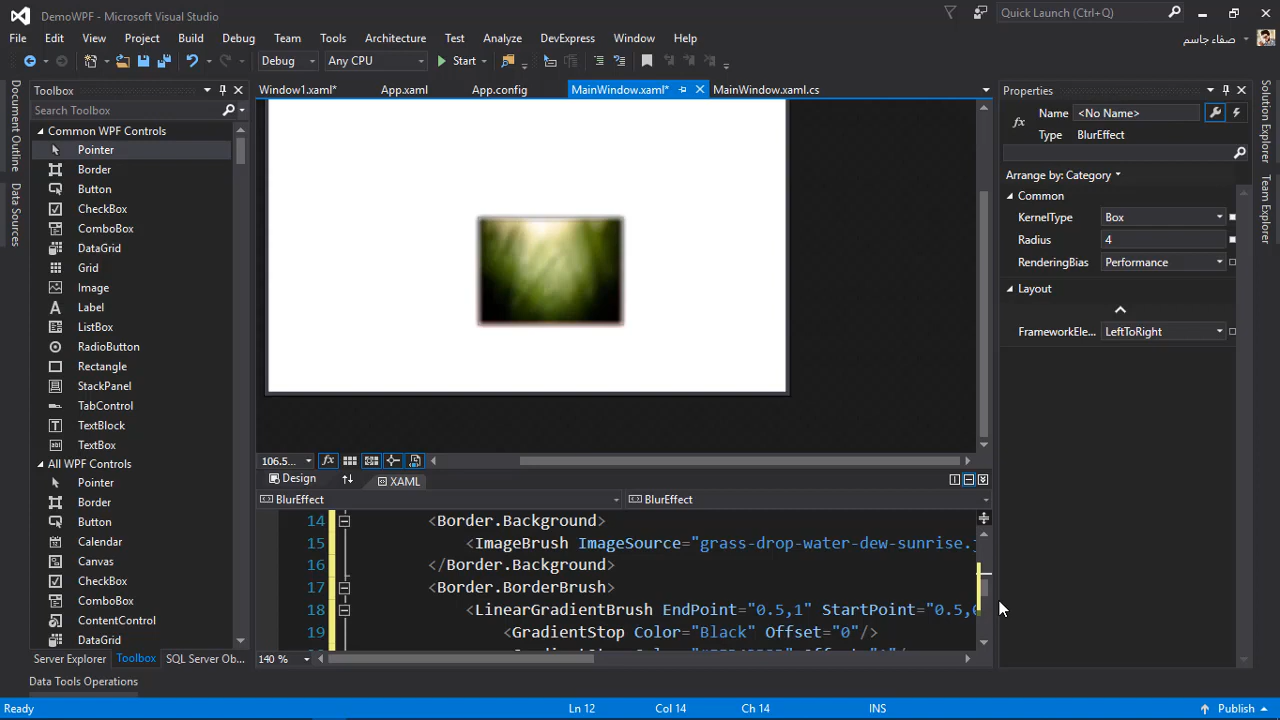 DemoWPF - Microsoft Visual Studio
Quick Launch (Ctrl+Q)
File Edit View Project Build Debug Team Tools Architecture Test Analyze DevExpress Window Help
صفاء جاسم
Debug Any CPU Start
Document Outline
Data Sources
Toolbox
Search Toolbox
Common WPF Controls
Pointer
Border
Button
CheckBox
ComboBox
DataGrid
Grid
Image
Label
ListBox
RadioButton
Rectangle
StackPanel
TabControl
TextBlock
TextBox
All WPF Controls
Pointer
Border
Button
Calendar
Canvas
CheckBox
ComboBox
ContentControl
DataGrid
Server Explorer Toolbox SQL Server Ob...
Data Tools Operations
Window1.xaml* App.xaml App.config MainWindow.xaml* MainWindow.xaml.cs
106.5...
Design XAML
BlurEffect BlurEffect
14 <Border.Background>
15 <ImageBrush ImageSource="grass-drop-water-dew-sunrise.j
16 </Border.Background>
17 <Border.BorderBrush>
18 <LinearGradientBrush EndPoint="0.5,1" StartPoint="0.5,
19 <GradientStop Color="Black" Offset="0"/>
140 %
Properties
Name <No Name>
Type BlurEffect
Arrange by: Category
Common
KernelType Box
Radius 4
RenderingBias Performance
Layout
FrameworkEle... LeftToRight
Solution Explorer
Team Explorer
Ready Ln 12 Col 14 Ch 14 INS Publish